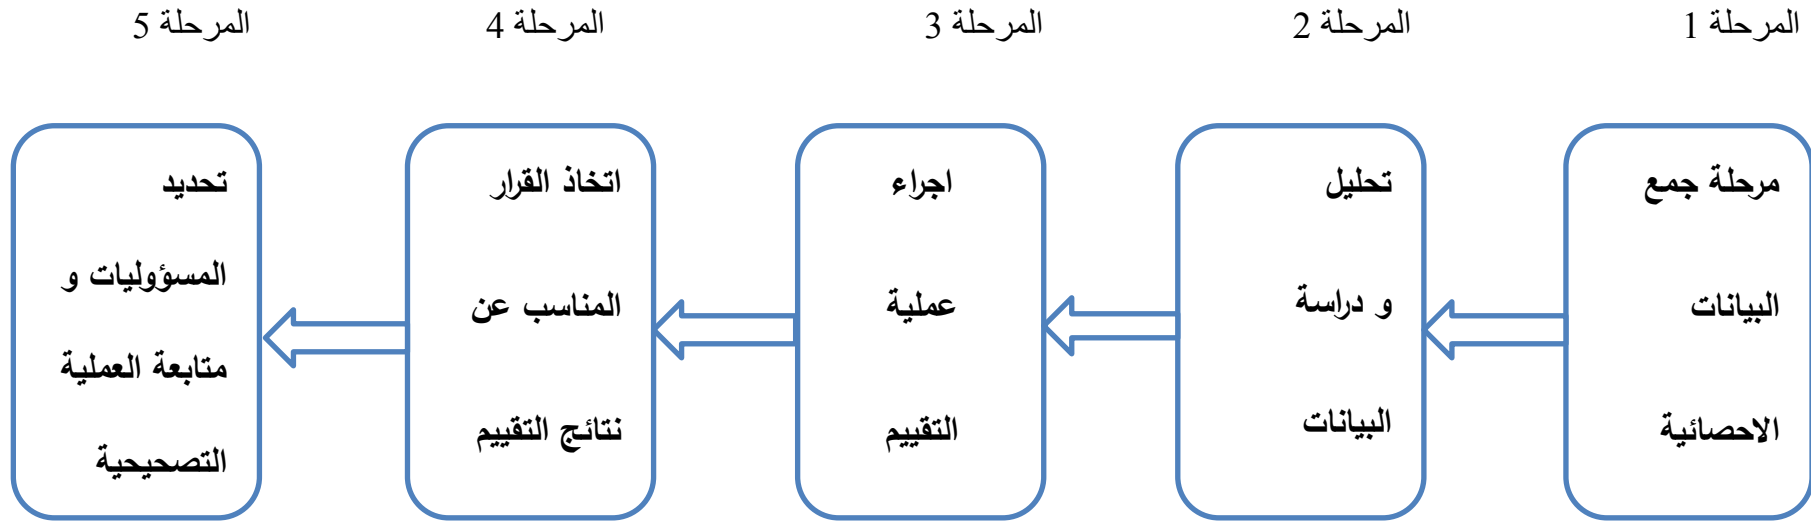 المرحلة 1
المرحلة 2
المرحلة 3
المرحلة 4
المرحلة 5
مرحلة جمع
البيانات
الاحصائية
تحليل
و دراسة
البيانات
اجراء
عملية
التقييم
اتخاذ القرار
المناسب عن
نتائج التقييم
تحديد
المسؤوليات و
متابعة العملية
التصحيحية